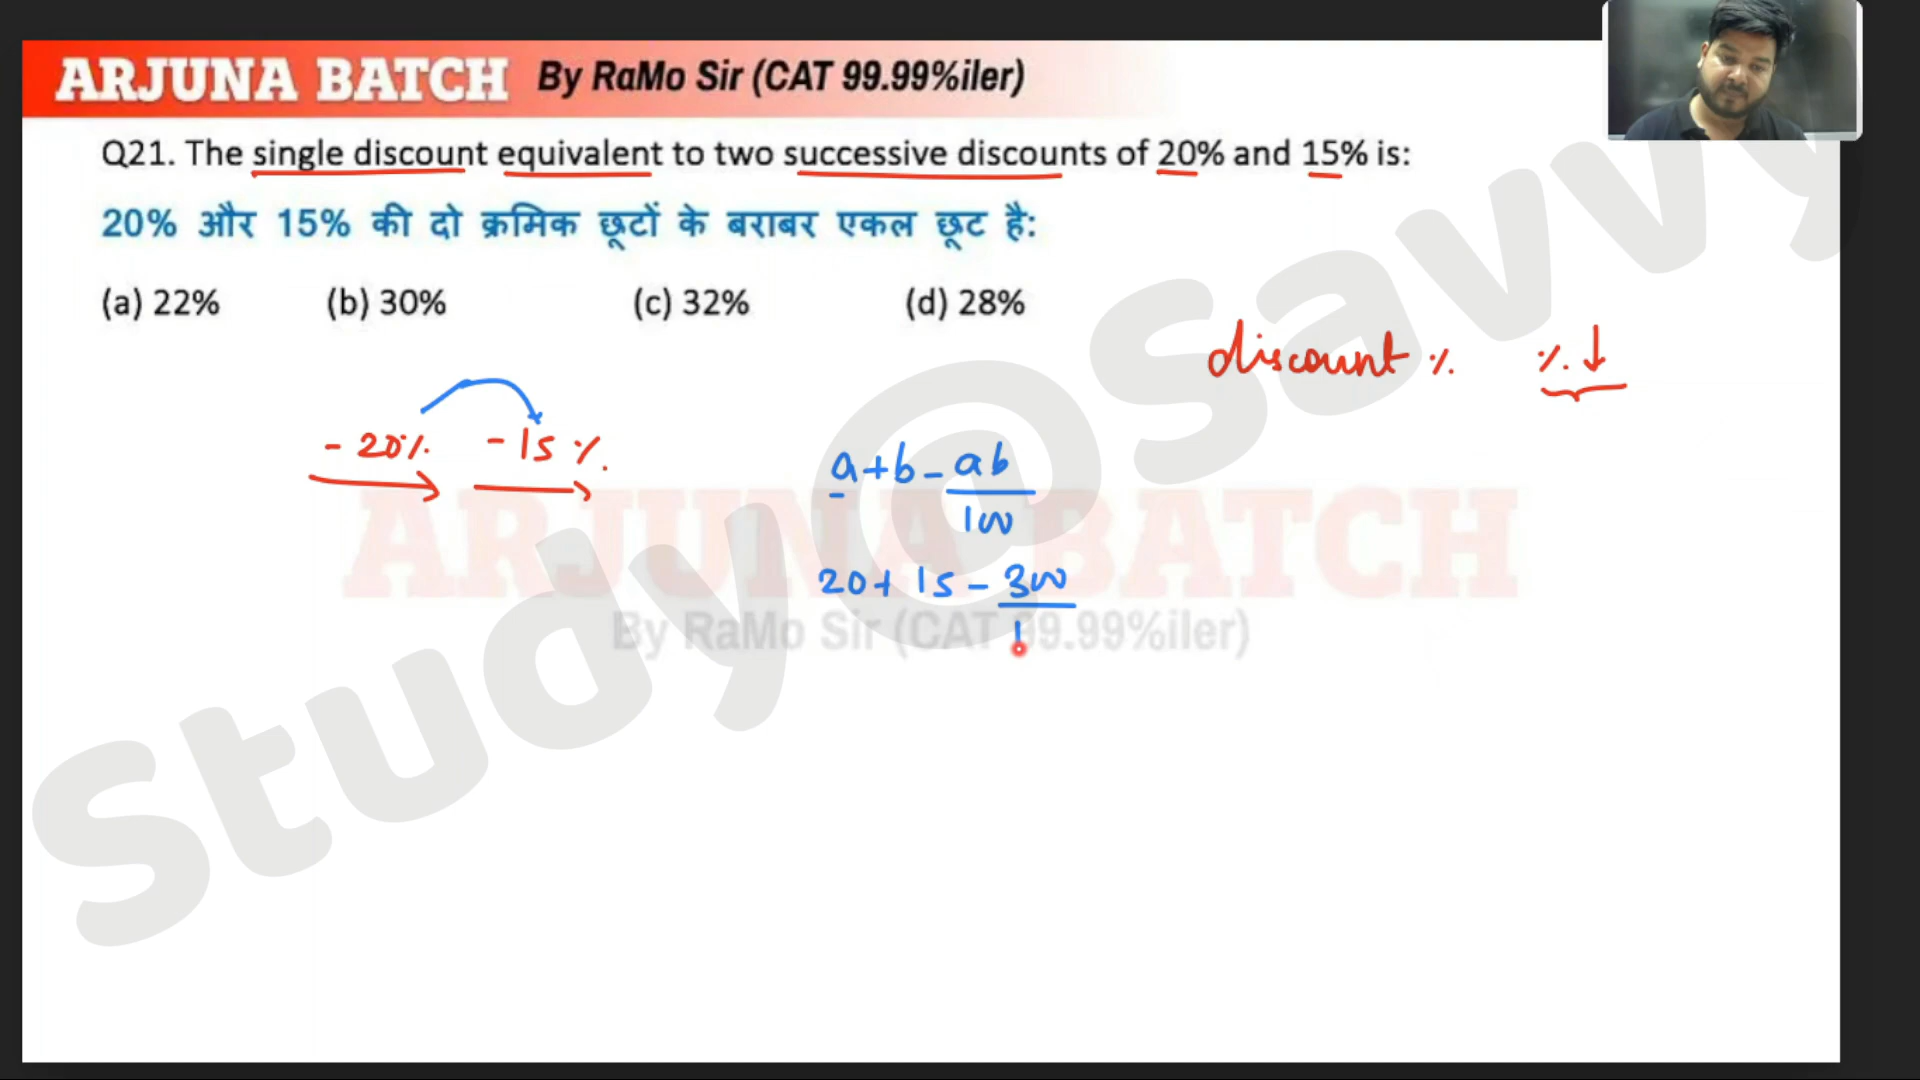 ARJUNA BATCH By RaMo Sir (CAT 99.99%iler)
Q21. The single discount equivalent to two successive discounts of 20% and 15% is:
20% और 15% की दो क्रमिक छूटों के बराबर एकल छूट है:
(a) 22% (b) 30% (c) 32% (d) 28%
discount % % ↓
- 20% - 15 %
a+b - ab
100
20 + 15 - 300
1
ARJUNA BATCH
By RaMo Sir (CAT 99.99%iler)
Study@Savvy